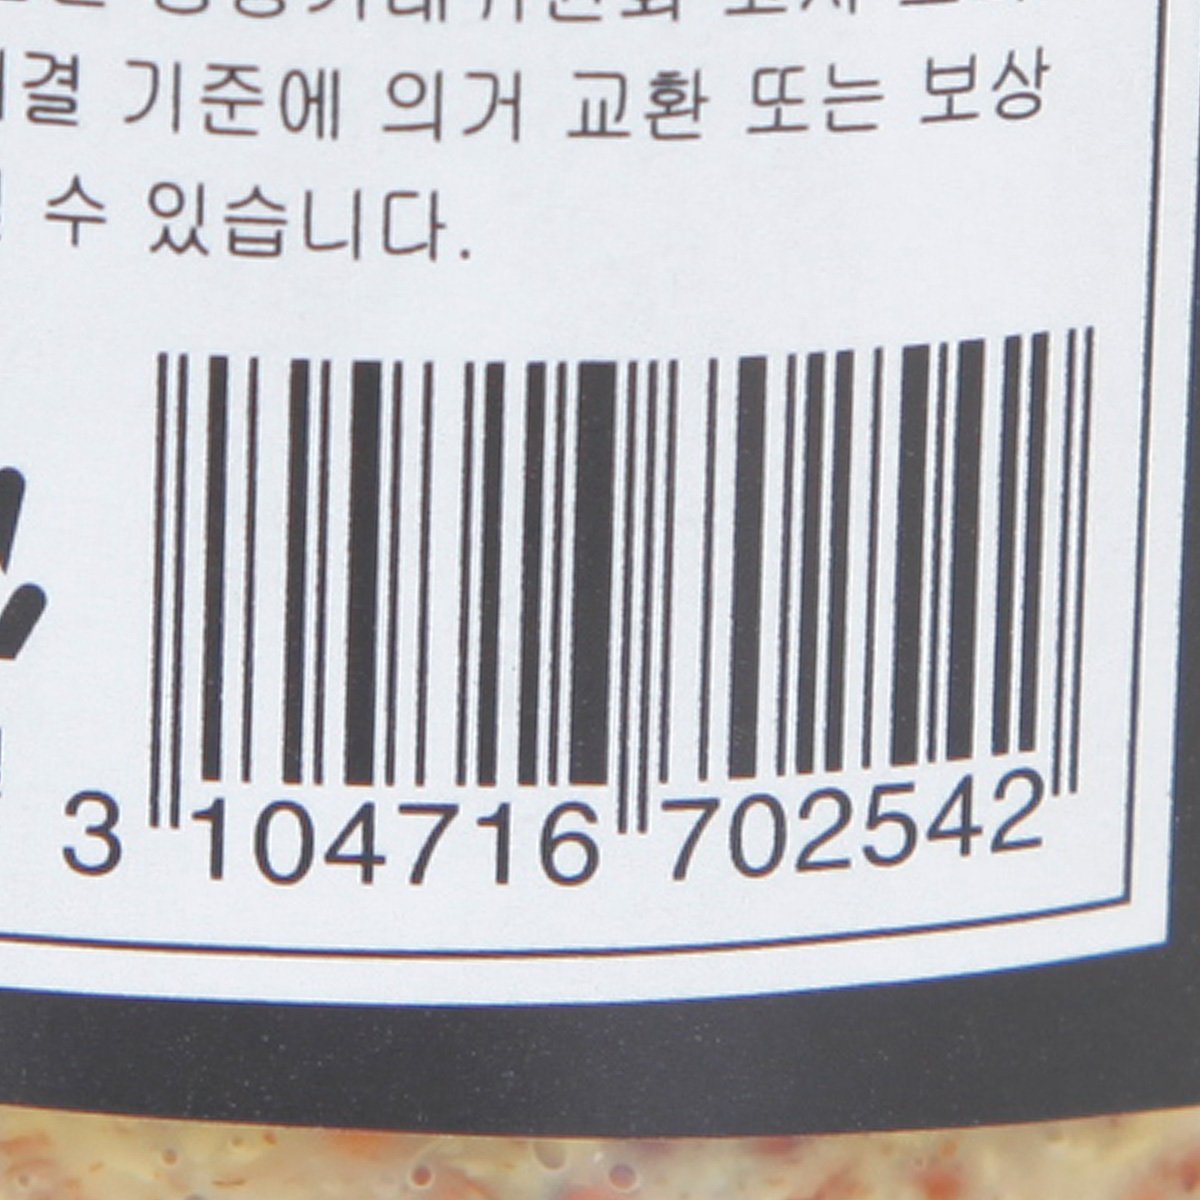 결 기준에 의거 교환 또는 보상
수 있습니다.
3 104716 702542